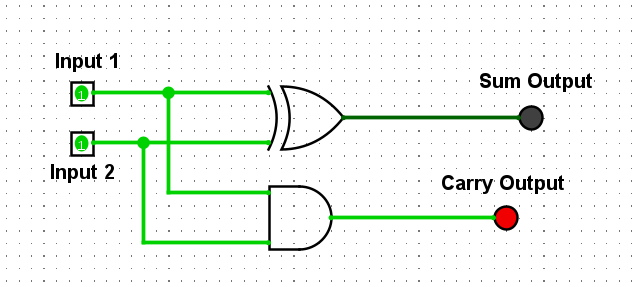 Input 1
1
Sum Output
1
Input 2
Carry Output